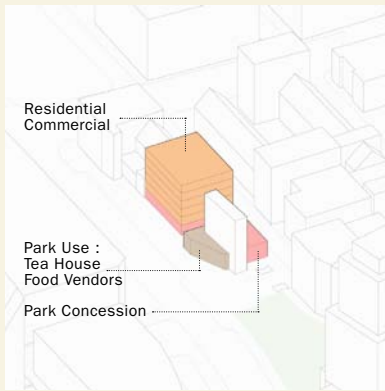 Residential
Commercial
Park Use :
Tea House
Food Vendors
Park Concession